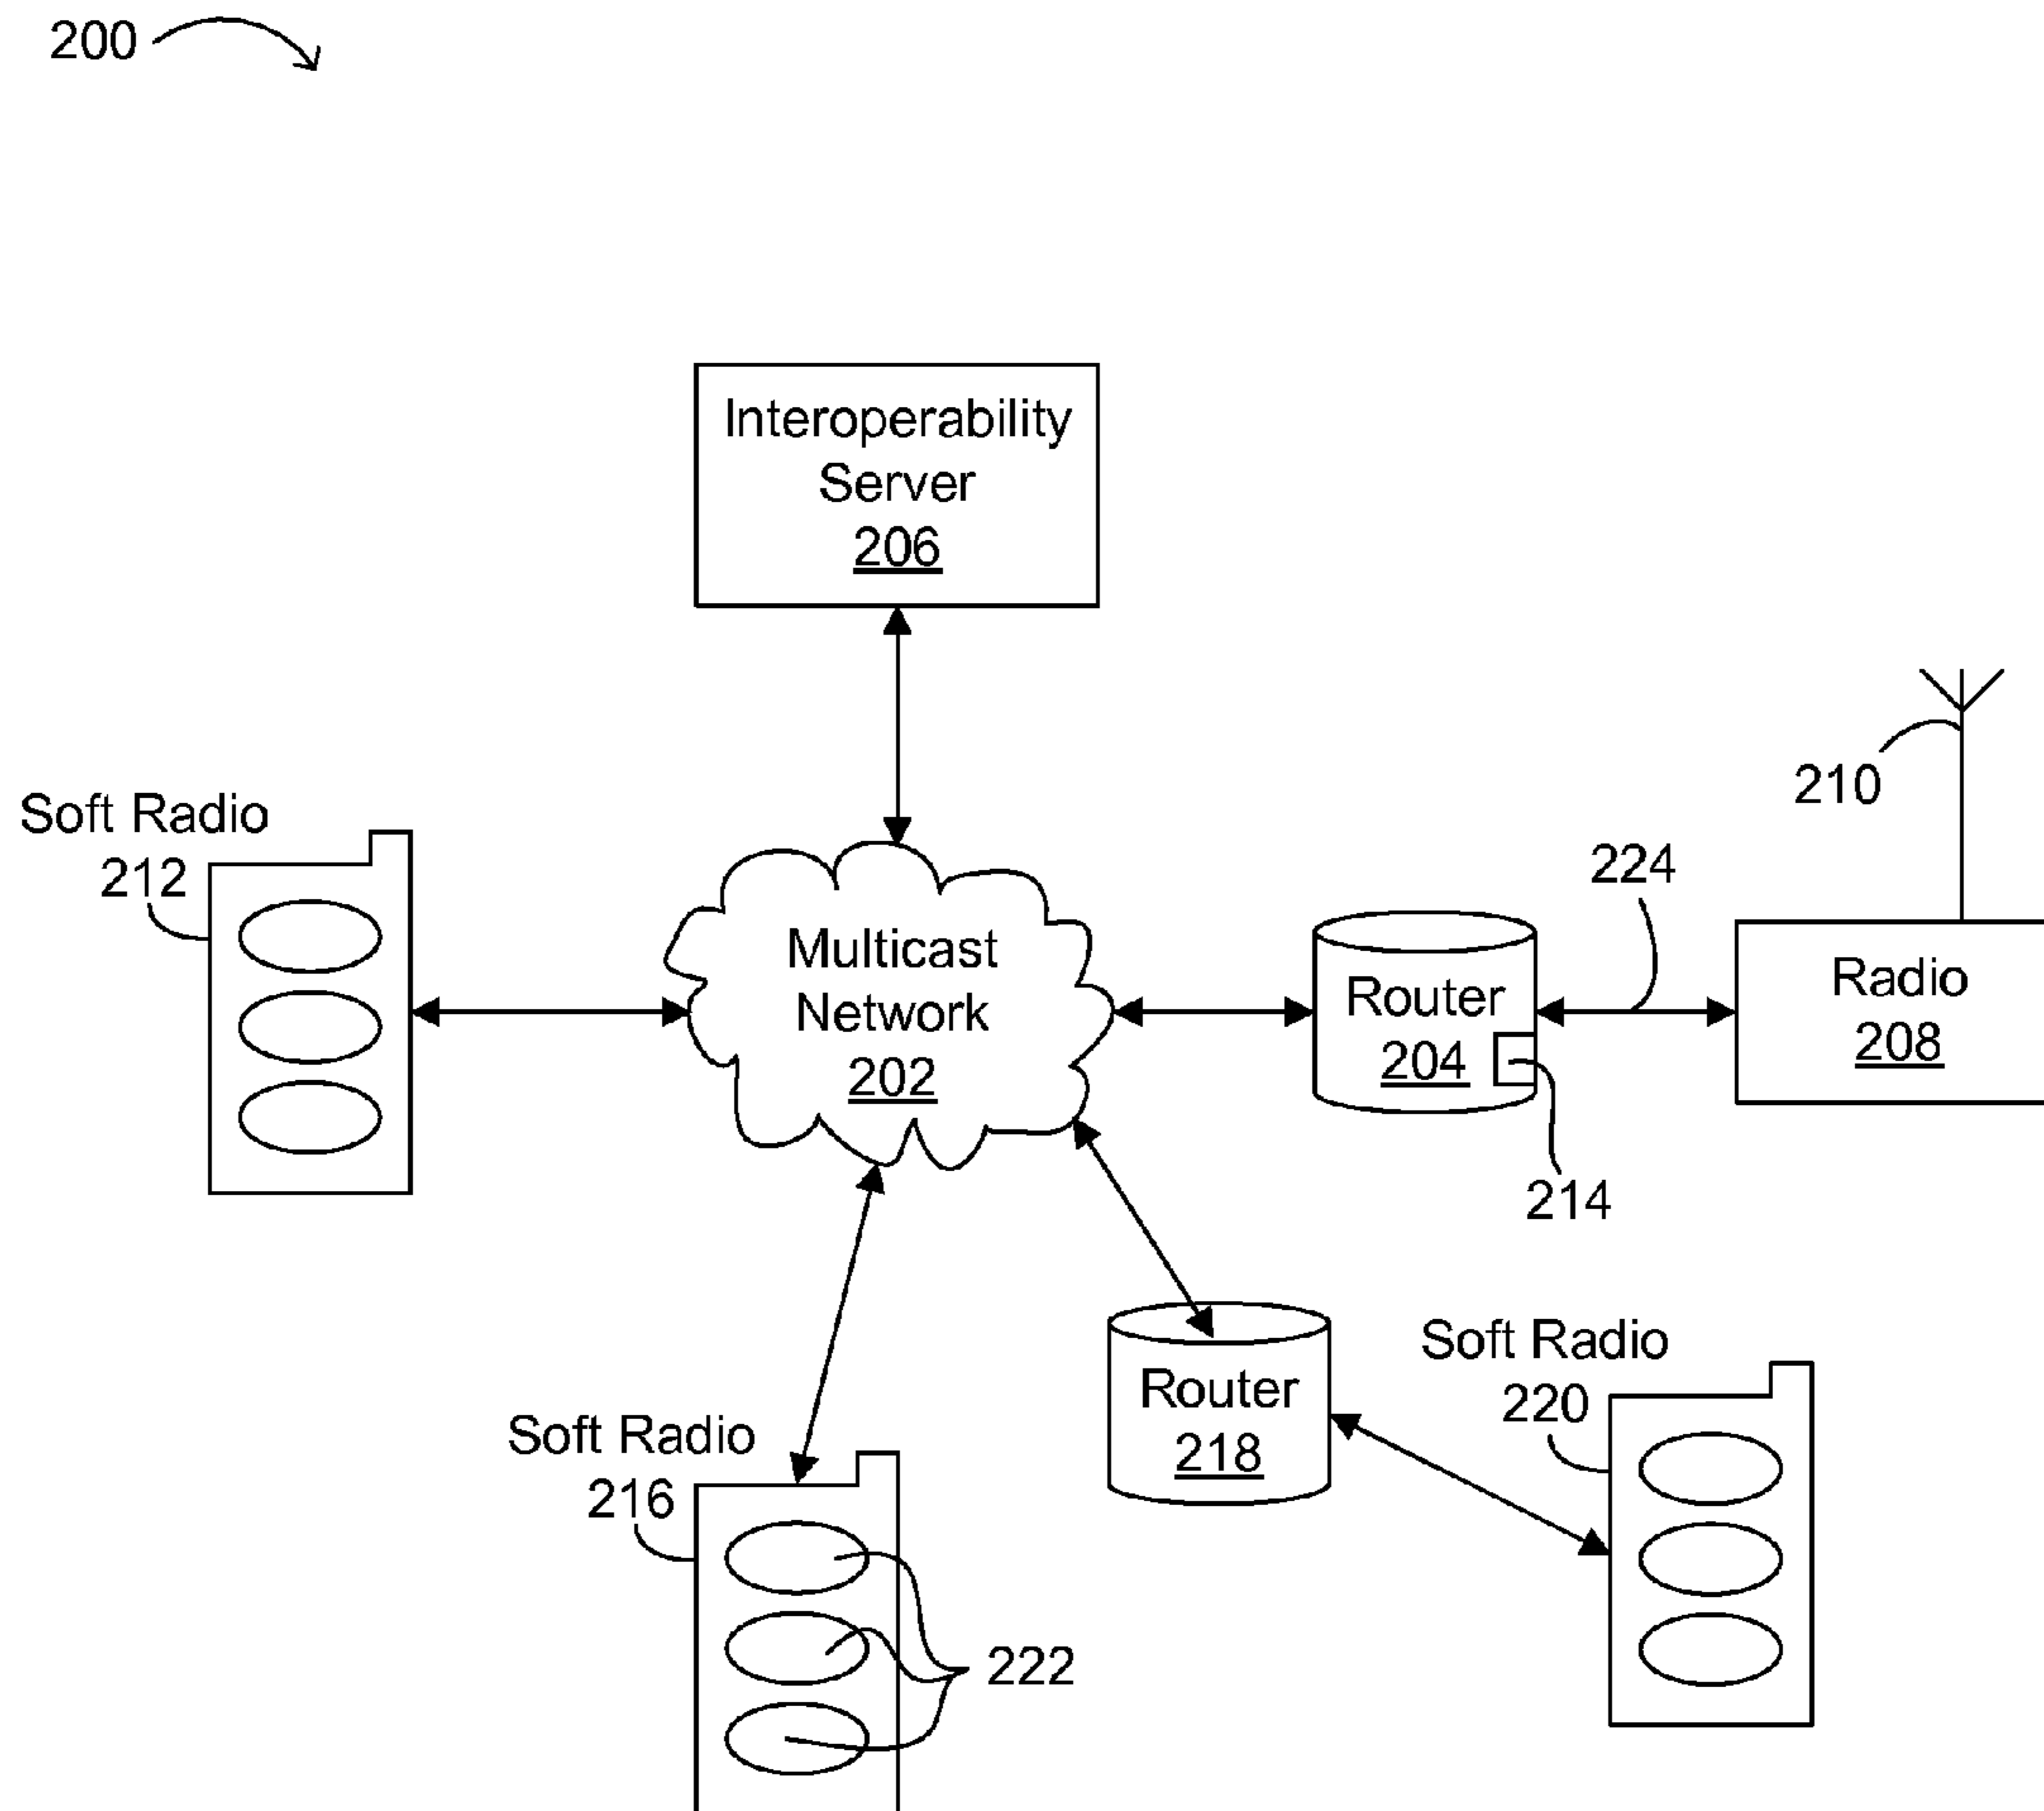 200
Interoperability
Server
206
210
Soft Radio
212
224
Multicast
Network
202
Router
204
Radio
208
214
Soft Radio
220
Router
218
Soft Radio
216
222